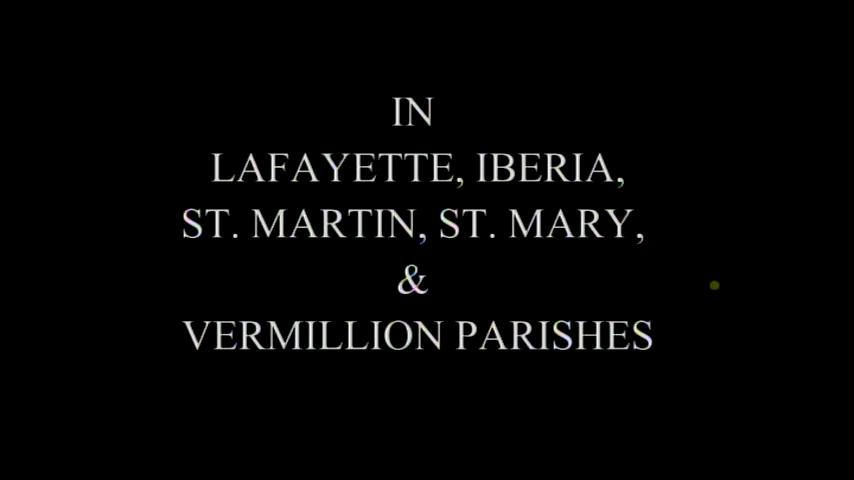 IN
LAFAYETTE, IBERIA,
ST. MARTIN, ST. MARY,
&
VERMILLION PARISHES